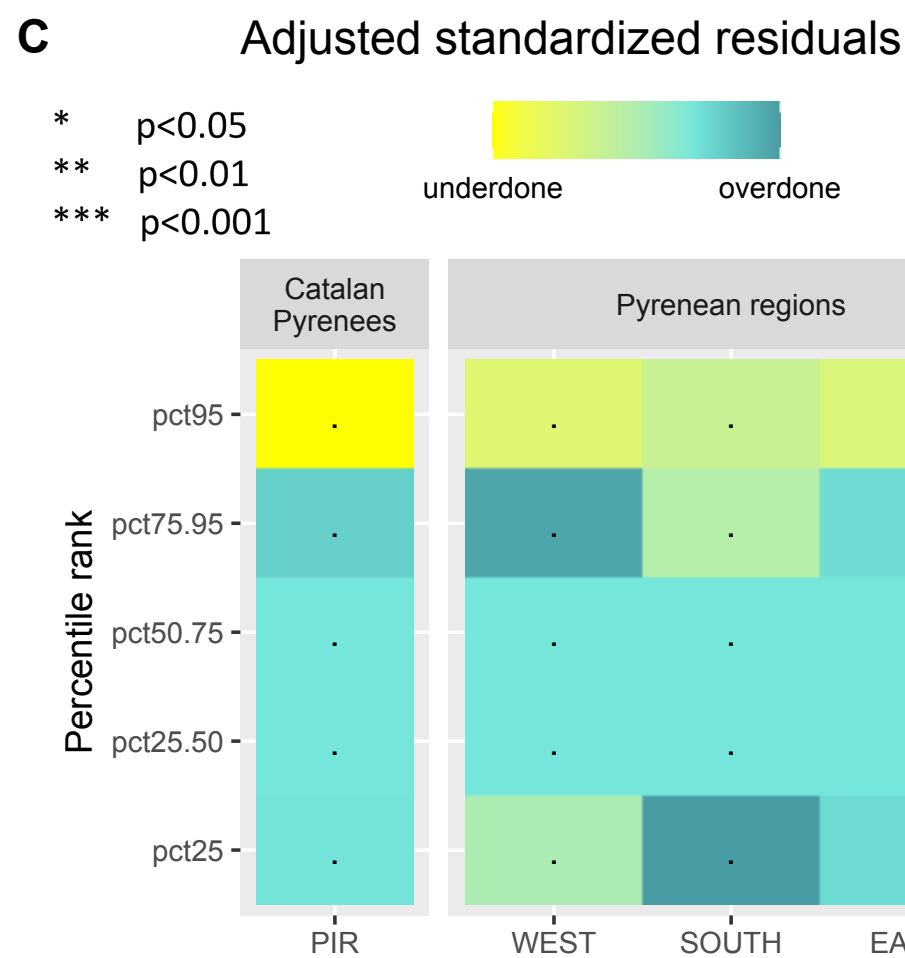 C Adjusted standardized residuals
* p<0.05
** p<0.01
*** p<0.001
underdone overdone
Catalan
Pyrenees
Pyrenean regions
Percentile rank
pct95
pct75.95
pct50.75
pct25.50
pct25
PIR WEST SOUTH EA